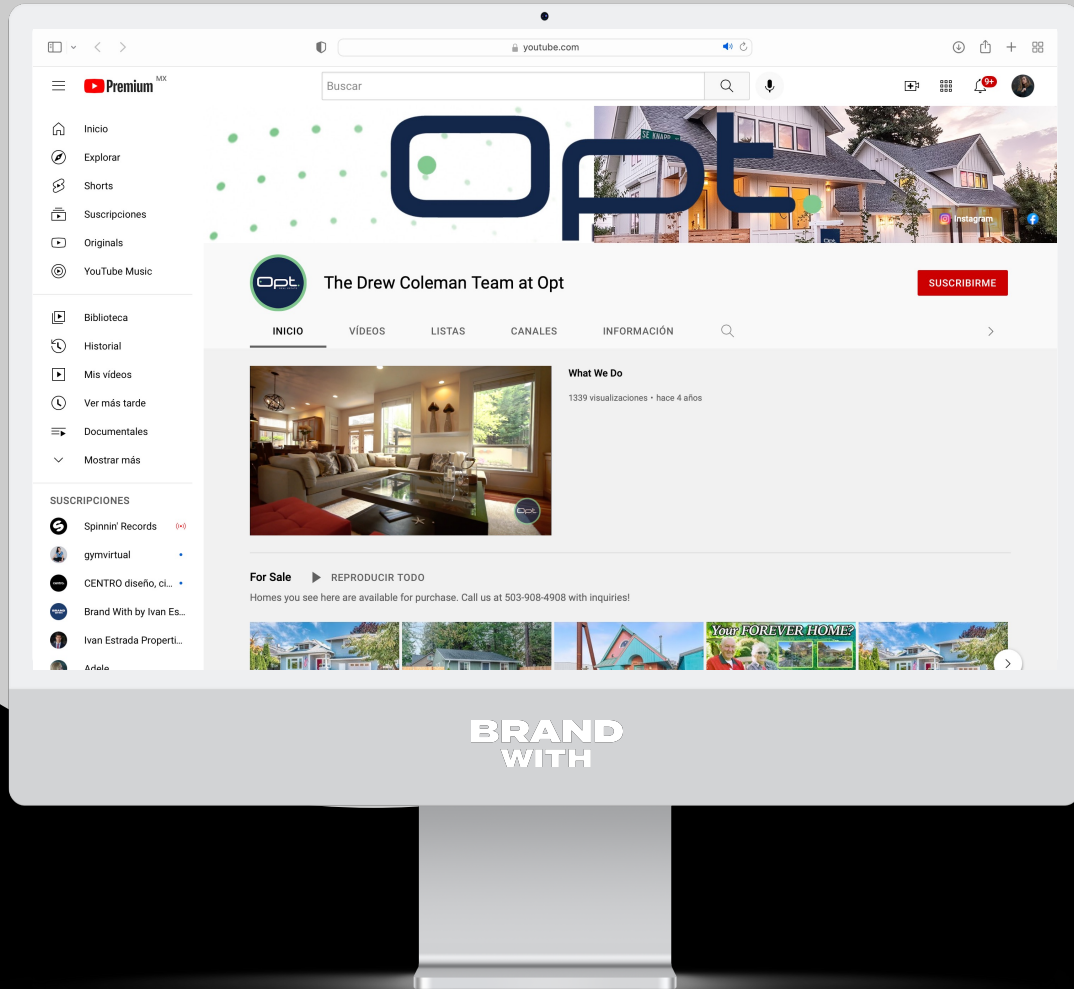 youtube.com
Premium MX
Buscar
9+
Inicio
Explorar
Shorts
Suscripciones
Originals
YouTube Music
Biblioteca
Historial
Mis vídeos
Ver más tarde
Documentales
Mostrar más
SUSCRIPCIONES
Spinnin' Records
gymvirtual
CENTRO diseño, ci...
Brand With by Ivan Es...
Ivan Estrada Properti...
Adele
Opt.
SE KNAPP
Instagram
Opt.
The Drew Coleman Team at Opt
SUSCRIBIRME
INICIO
VÍDEOS
LISTAS
CANALES
INFORMACIÓN
Opt
What We Do
1339 visualizaciones • hace 4 años
For Sale
REPRODUCIR TODO
Homes you see here are available for purchase. Call us at 503-908-4908 with inquiries!
Your FOREVER HOME?
BRAND
WITH